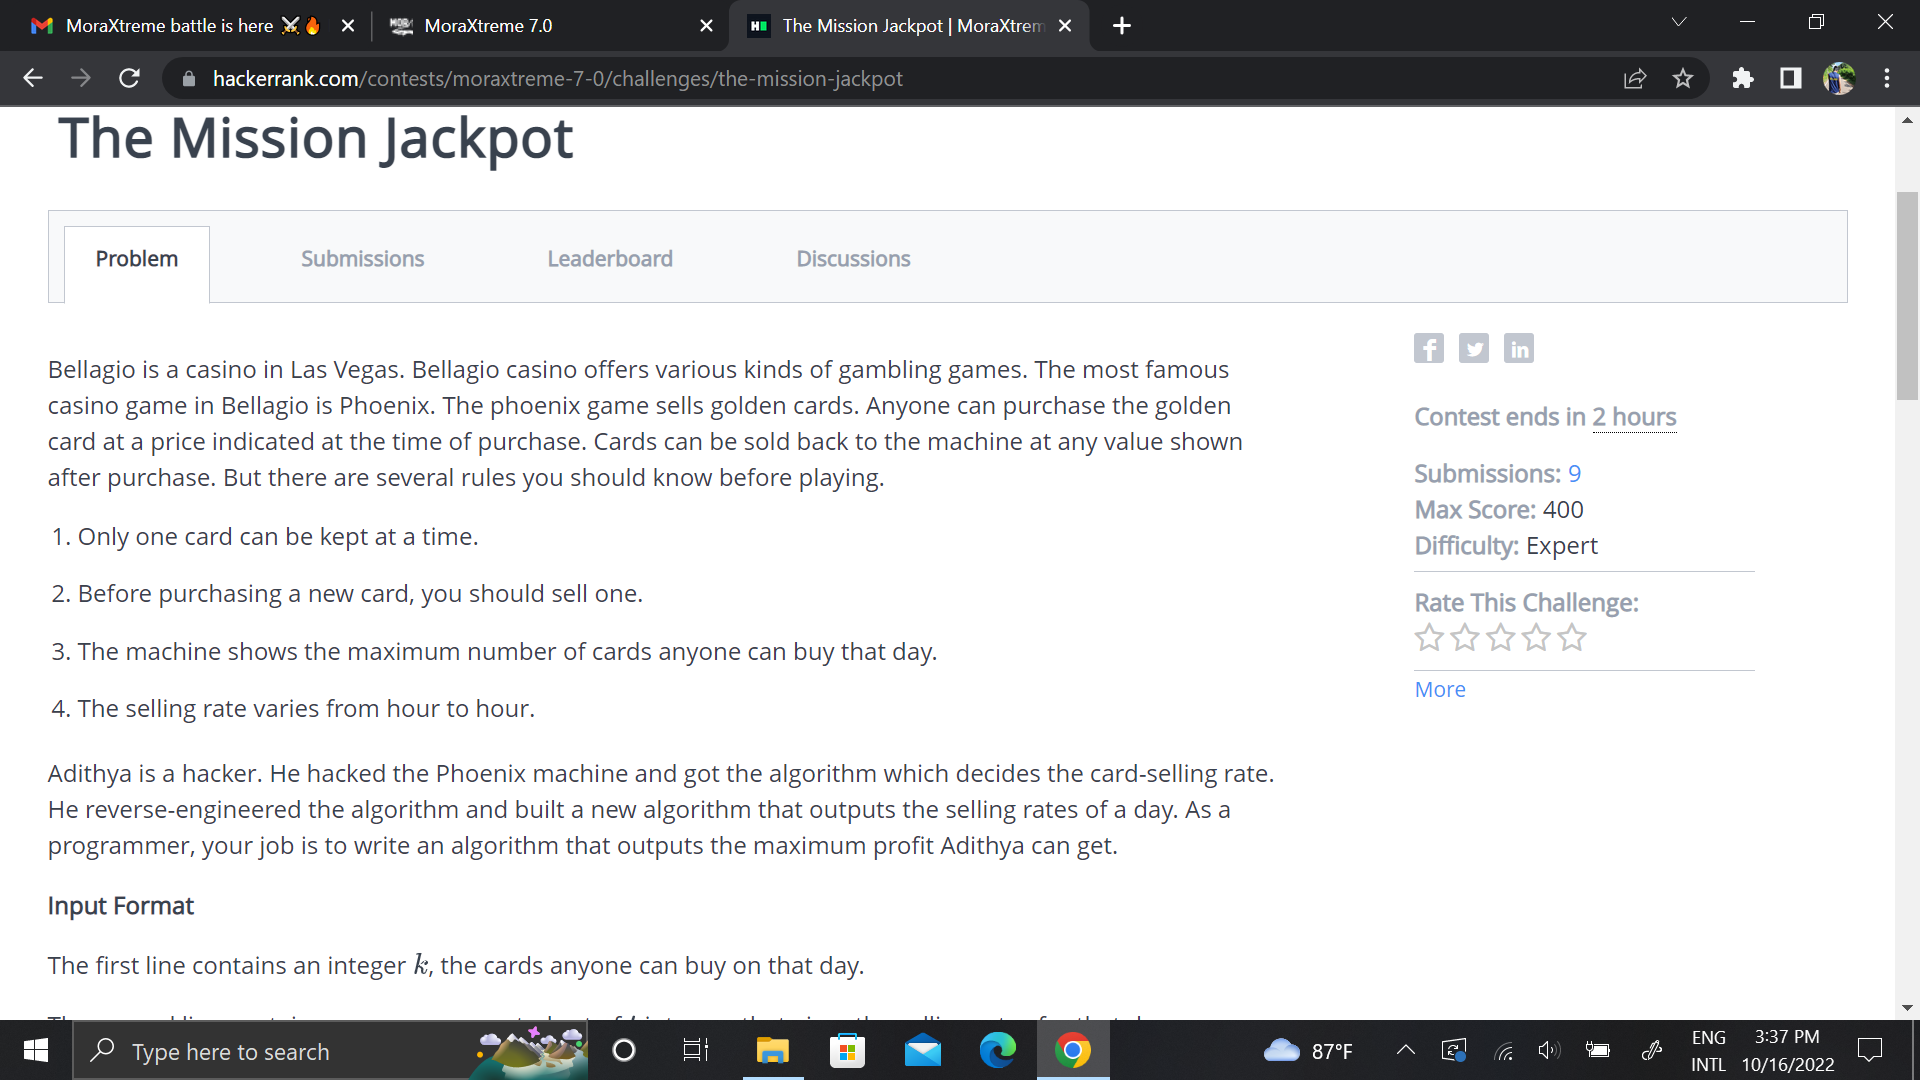 MoraXtreme battle is here
MoraXtreme 7.0
The Mission Jackpot | MoraXtrem
hackerrank.com/contests/moraxtreme-7-0/challenges/the-mission-jackpot
The Mission Jackpot
Problem
Submissions
Leaderboard
Discussions
Bellagio is a casino in Las Vegas. Bellagio casino offers various kinds of gambling games. The most famous
casino game in Bellagio is Phoenix. The phoenix game sells golden cards. Anyone can purchase the golden
card at a price indicated at the time of purchase. Cards can be sold back to the machine at any value shown
after purchase. But there are several rules you should know before playing.
1. Only one card can be kept at a time.
2. Before purchasing a new card, you should sell one.
3. The machine shows the maximum number of cards anyone can buy that day.
4. The selling rate varies from hour to hour.
Adithya is a hacker. He hacked the Phoenix machine and got the algorithm which decides the card-selling rate.
He reverse-engineered the algorithm and built a new algorithm that outputs the selling rates of a day. As a
programmer, your job is to write an algorithm that outputs the maximum profit Adithya can get.
Input Format
The first line contains an integer k, the cards anyone can buy on that day.
Contest ends in 2 hours
Submissions: 9
Max Score: 400
Difficulty: Expert
Rate This Challenge:
More
Type here to search
87°F
ENG
INTL
3:37 PM
10/16/2022